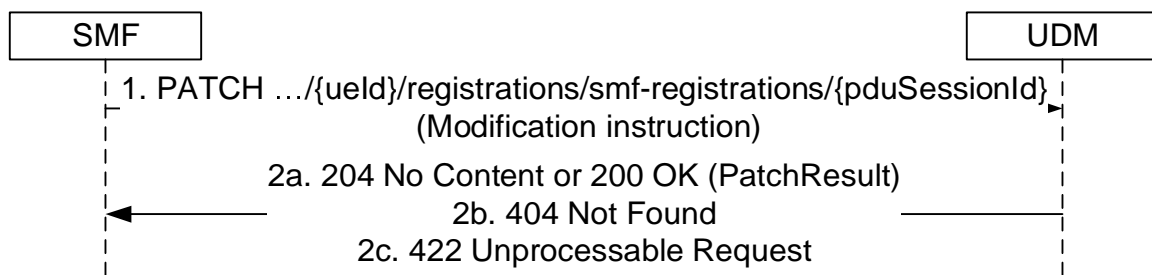 SMF
UDM
1. PATCH …/{ueId}/registrations/smf-registrations/{pduSessionId}
(Modification instruction)
2a. 204 No Content or 200 OK (PatchResult)
2b. 404 Not Found
2c. 422 Unprocessable Request